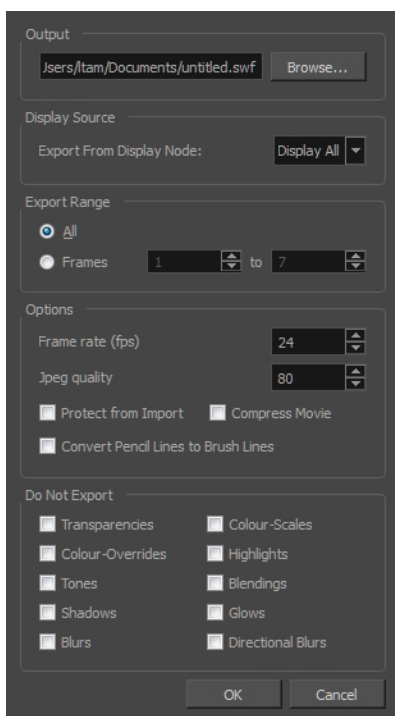 Output
Jsers/ltam/Documents/untitled.swf Browse...
Display Source
Export From Display Node: Display All
Export Range
All
Frames 1 to 7
Options
Frame rate (fps) 24
Jpeg quality 80
Protect from Import Compress Movie
Convert Pencil Lines to Brush Lines
Do Not Export
Transparencies Colour-Scales
Colour-Overrides Highlights
Tones Blendings
Shadows Glows
Blurs Directional Blurs
OK Cancel